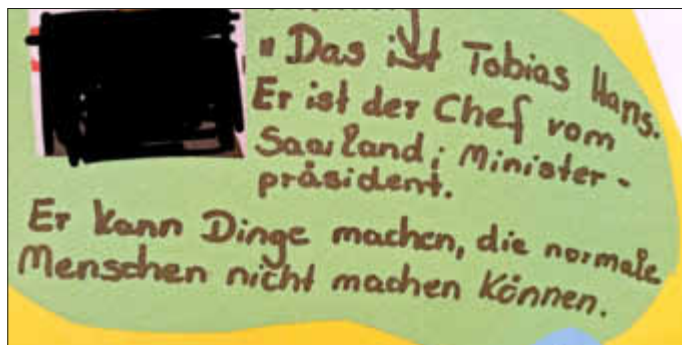 "Das ist Tobias Hans.
Er ist der Chef vom
Saarland; Minister-
präsident.
Er kann Dinge machen, die normale
Menschen nicht machen können.